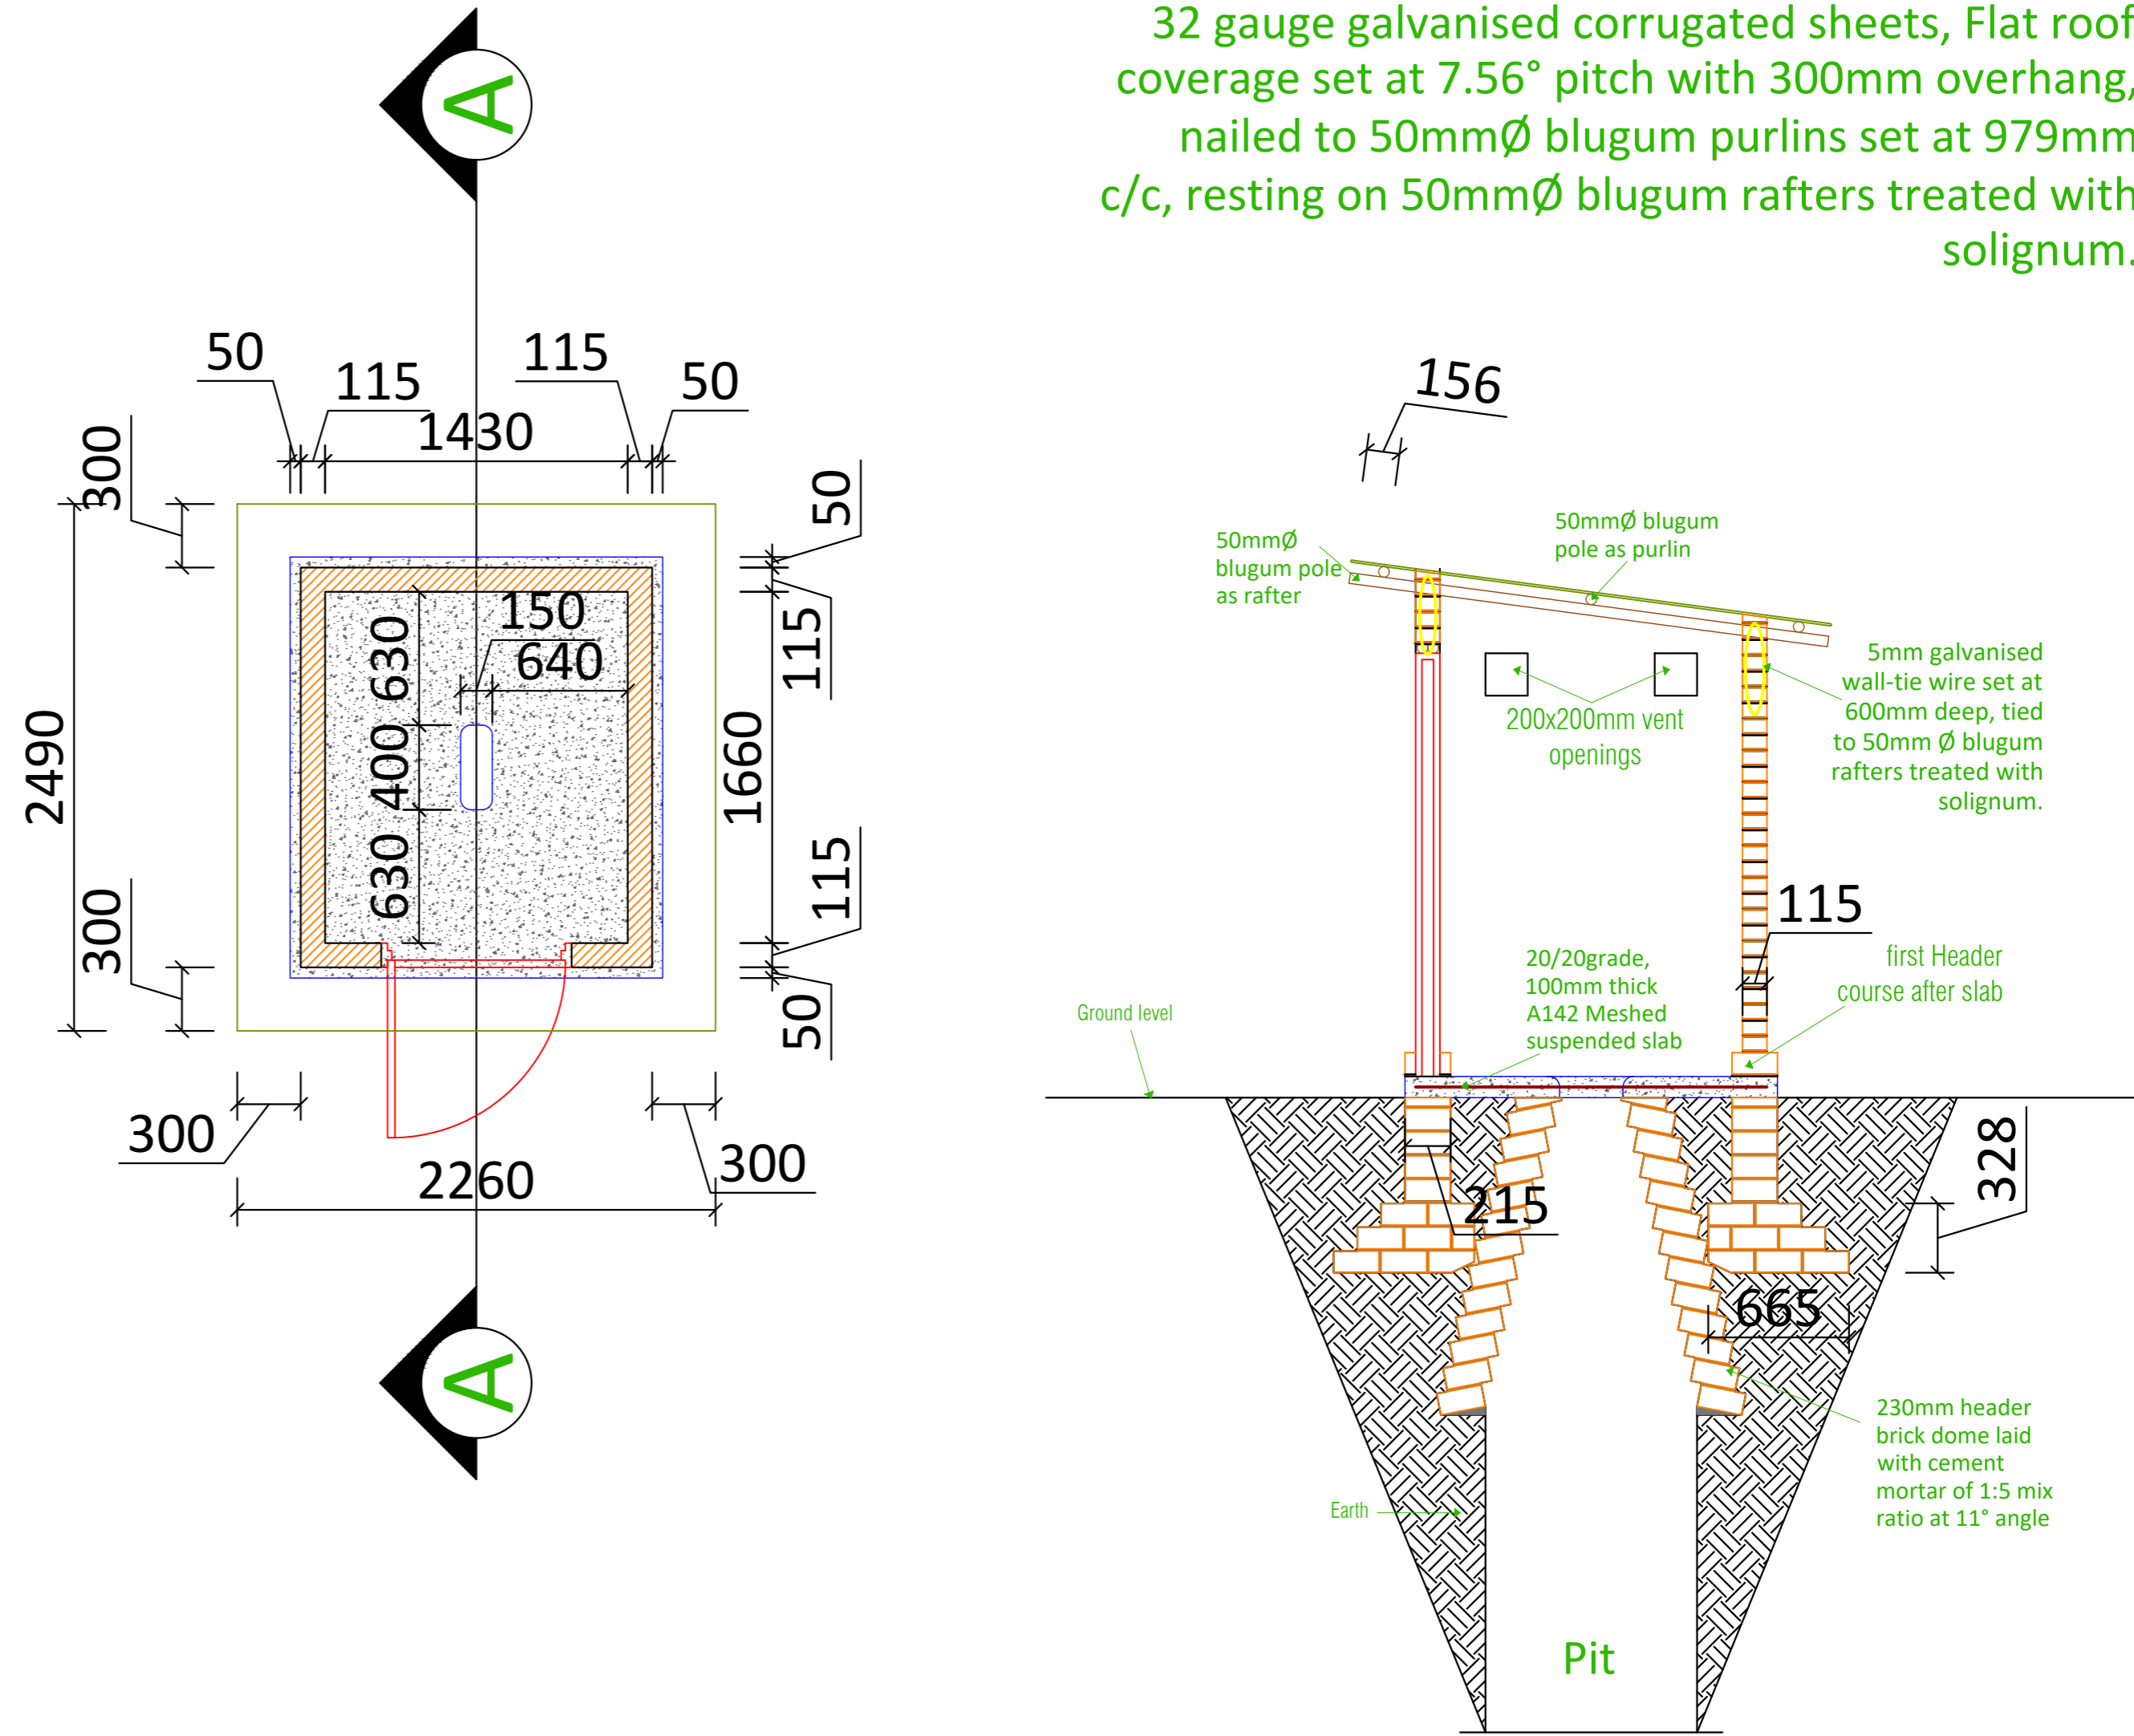 A
50
115
1430
115
50
300
2490
300
50
115
1660
115
50
630
400
630
150
640
300
2260
300
A
32 gauge galvanised corrugated sheets, Flat roof
coverage set at 7.56° pitch with 300mm overhang,
nailed to 50mmØ blugum purlins set at 979mm
c/c, resting on 50mmØ blugum rafters treated with
solignum.
156
50mmØ
blugum pole
as rafter
50mmØ blugum
pole as purlin
200x200mm vent
openings
5mm galvanised
wall-tie wire set at
600mm deep, tied
to 50mm Ø blugum
rafters treated with
solignum.
115
first Header
course after slab
20/20grade,
100mm thick
A142 Meshed
suspended slab
Ground level
215
328
665
230mm header
brick dome laid
with cement
mortar of 1:5 mix
ratio at 11° angle
Earth
Pit